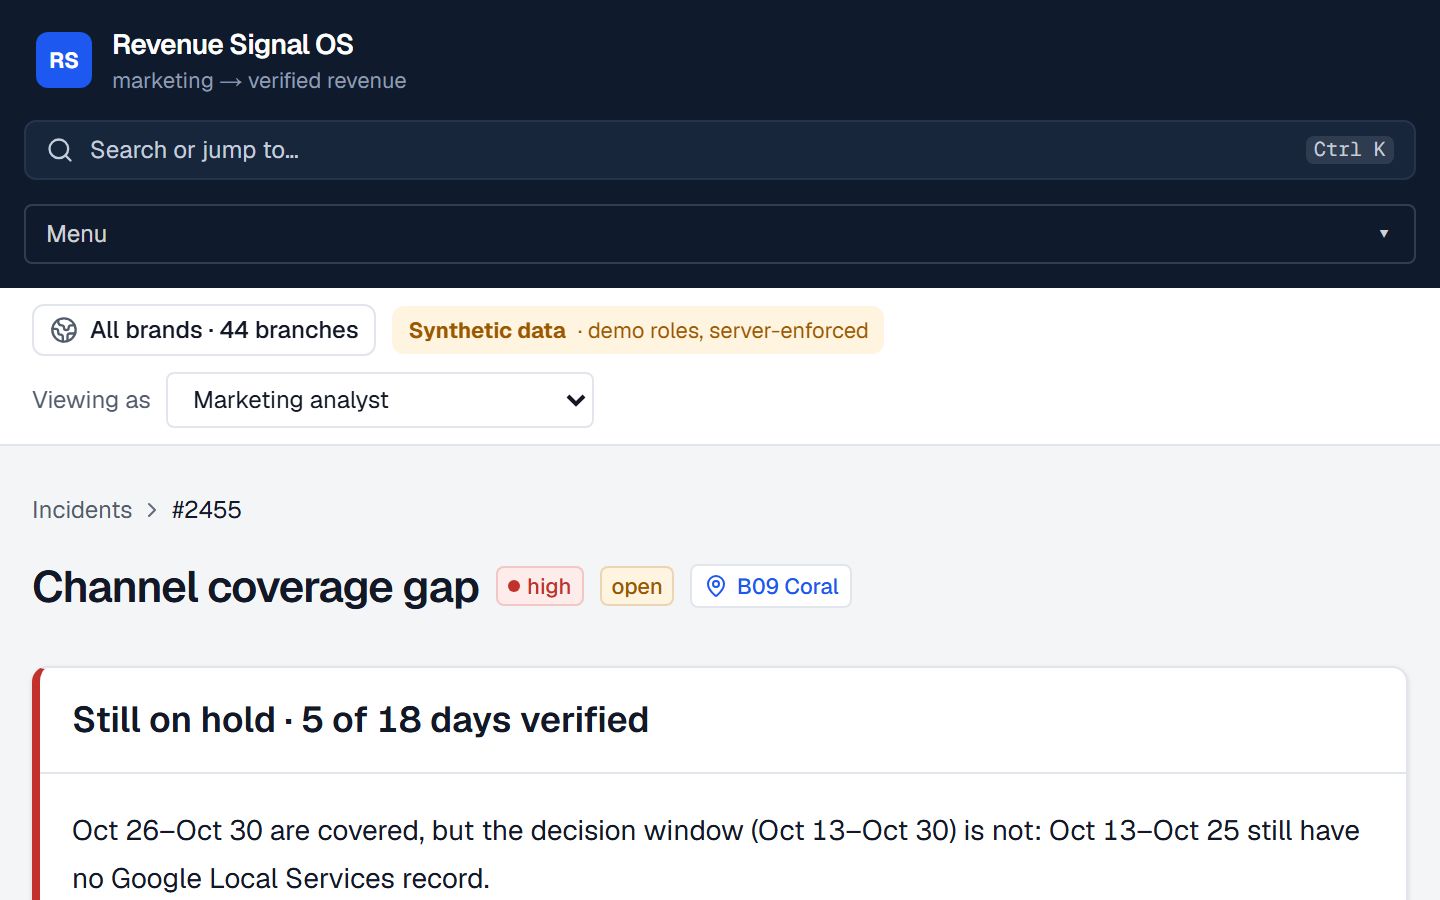 RS
Revenue Signal OS
marketing → verified revenue
Search or jump to...
Ctrl K
Menu
All brands · 44 branches
Synthetic data · demo roles, server-enforced
Viewing as
Marketing analyst
Incidents > #2455
Channel coverage gap
high
open
B09 Coral
Still on hold · 5 of 18 days verified
Oct 26–Oct 30 are covered, but the decision window (Oct 13–Oct 30) is not: Oct 13–Oct 25 still have
no Google Local Services record.